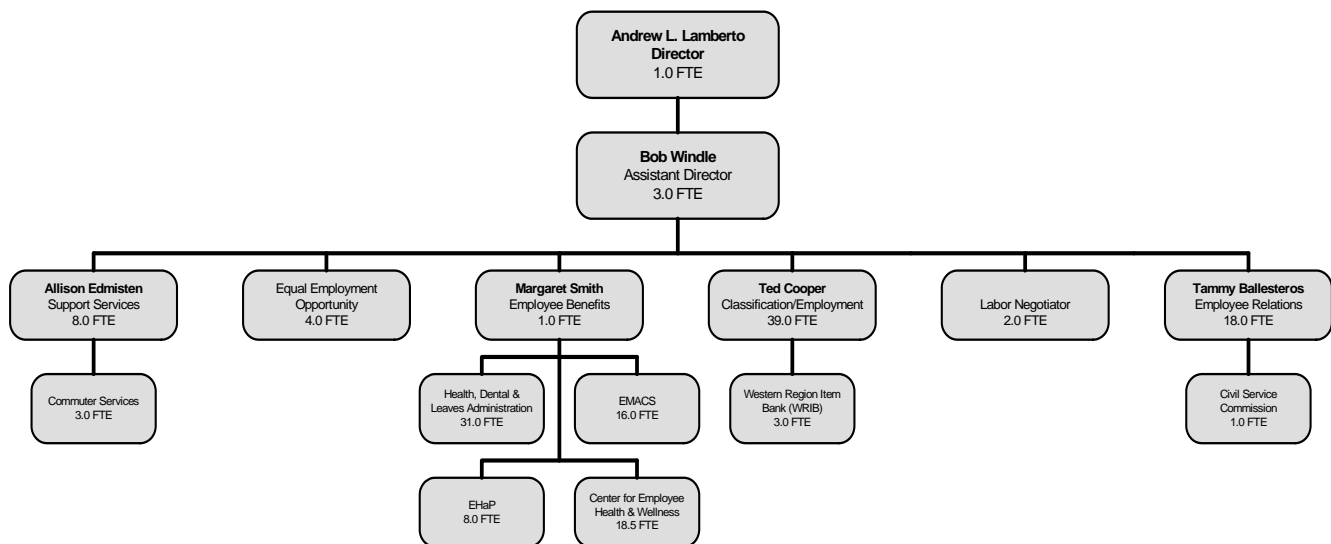 Andrew L. Lamberto
Director
1.0 FTE
Bob Windle
Assistant Director
3.0 FTE
Allison Edmisten
Support Services
8.0 FTE
Equal Employment
Opportunity
4.0 FTE
Margaret Smith
Employee Benefits
1.0 FTE
Ted Cooper
Classification/Employment
39.0 FTE
Labor Negotiator
2.0 FTE
Tammy Ballesteros
Employee Relations
18.0 FTE
Commuter Services
3.0 FTE
Health, Dental &
Leaves Administration
31.0 FTE
EMACS
16.0 FTE
Western Region Item
Bank (WRIB)
3.0 FTE
Civil Service
Commission
1.0 FTE
EHaP
8.0 FTE
Center for Employee
Health & Wellness
18.5 FTE